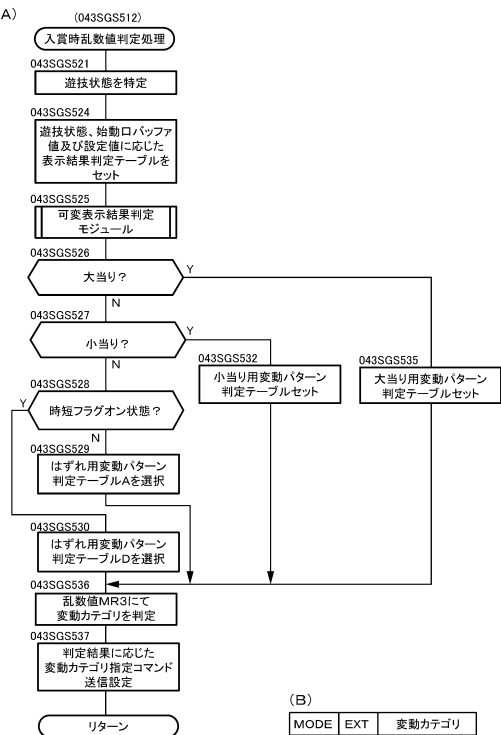 A)
(043SGS512)
入賞時乱数値判定処理
043SGS521
遊技状態を特定
043SGS524
遊技状態、始動口バッファ
値及び設定値に応じた
表示結果判定テーブルを
セット
043SGS525
可変表示結果判定
モジュール
043SGS526
大当り？
Y
N
043SGS527
小当り？
Y
N
043SGS532
小当り用変動パターン
判定テーブルセット
043SGS535
大当り用変動パターン
判定テーブルセット
043SGS528
時短フラグオン状態？
Y
N
043SGS529
はずれ用変動パターン
判定テーブルAを選択
043SGS530
はずれ用変動パターン
判定テーブルDを選択
043SGS536
乱数値MR3にて
変動カテゴリを判定
043SGS537
判定結果に応じた
変動カテゴリ指定コマンド
送信設定
リターン
(B)
MODE EXT 変動カテゴリ